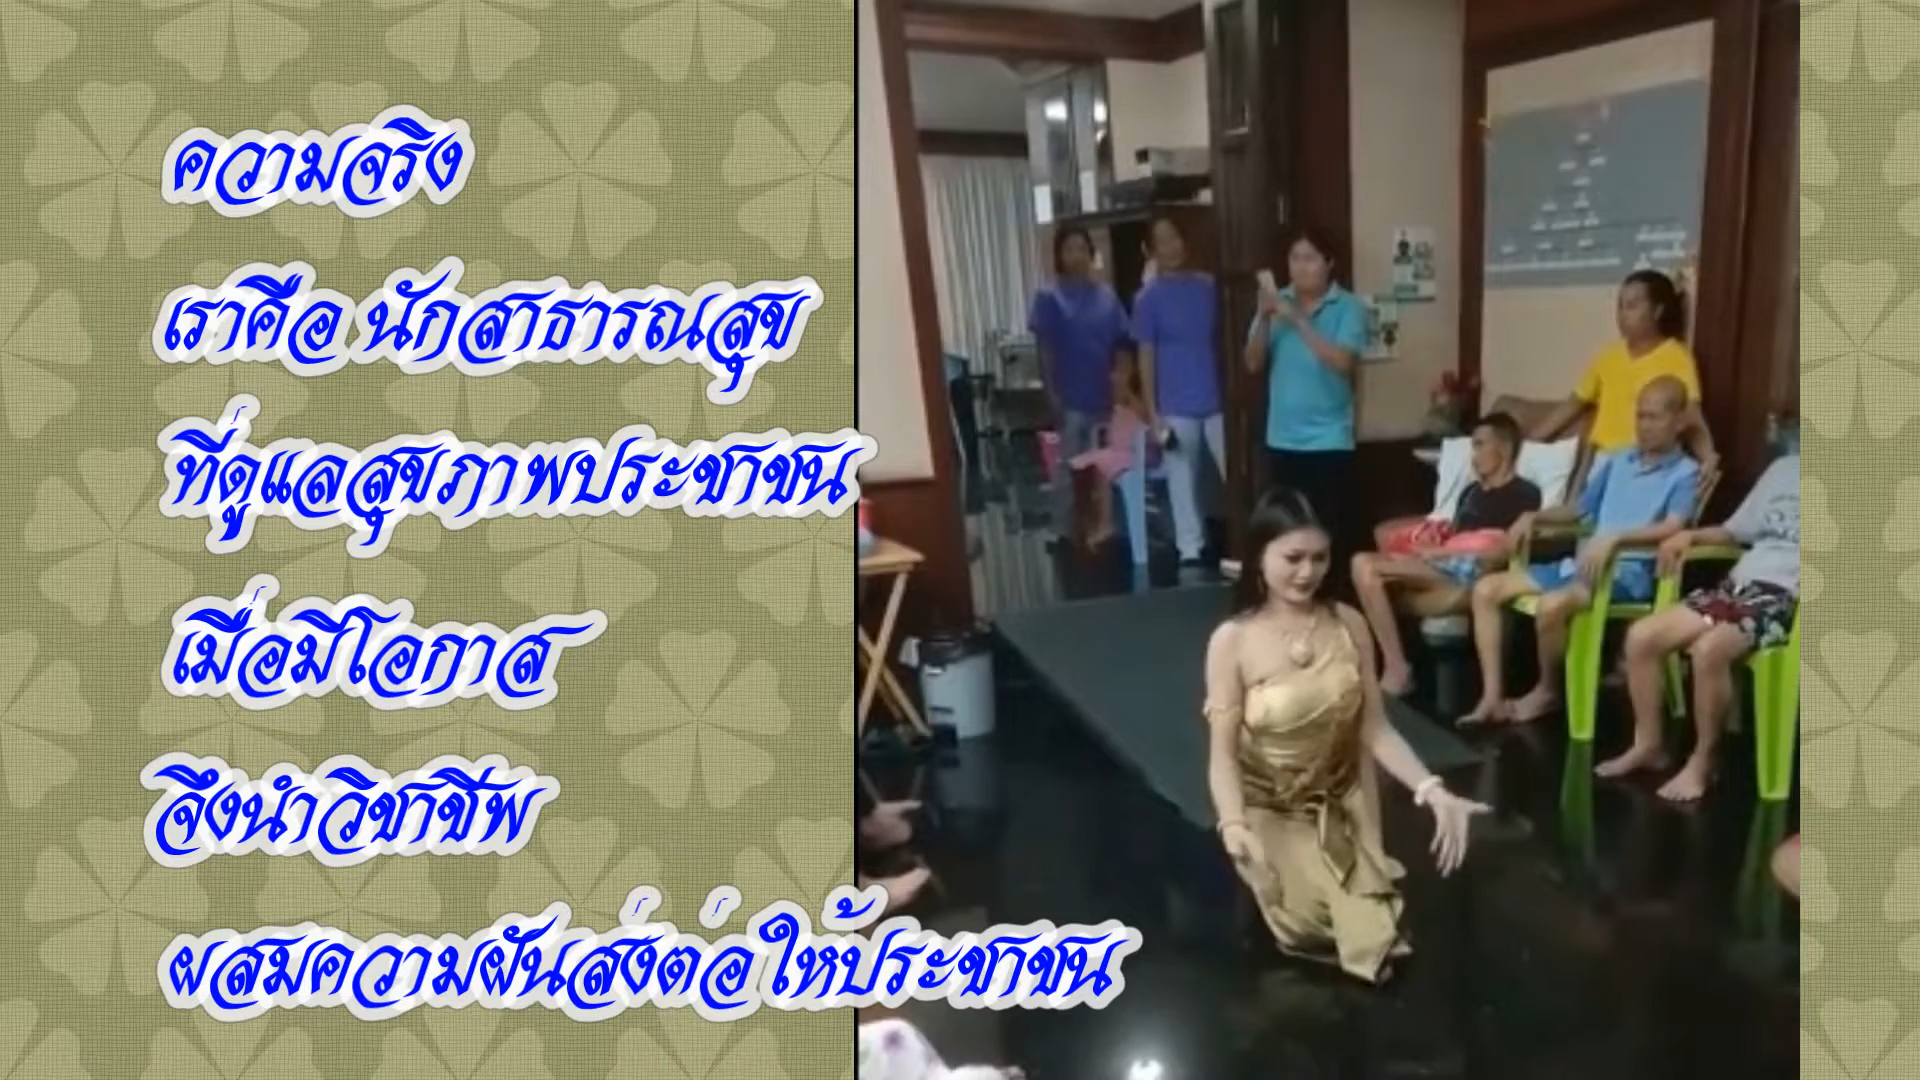 ความจริง
เราคือ นักสาธารณสุข
ที่ดูแลสุขภาพประชาชน
เมื่อมีโอกาส
จึงนำวิชาชีพ
ผสมความฝันส่งต่อให้ประชาชน